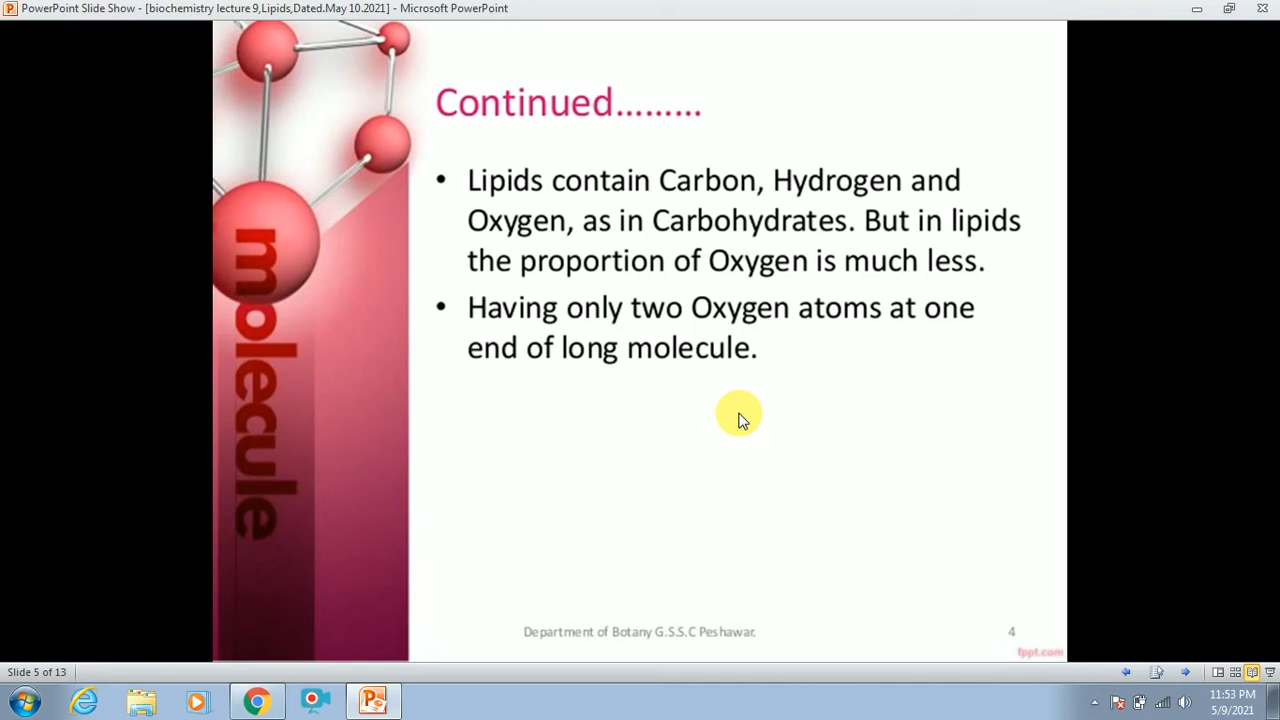 PowerPoint Slide Show - [biochemistry lecture 9,Lipids,Dated.May 10.2021] - Microsoft PowerPoint
molecule
Continued.........
• Lipids contain Carbon, Hydrogen and
Oxygen, as in Carbohydrates. But in lipids
the proportion of Oxygen is much less.
• Having only two Oxygen atoms at one
end of long molecule.
Department of Botany G.S.S.C Peshawar.
4
fppt.com
Slide 5 of 13
11:53 PM
5/9/2021